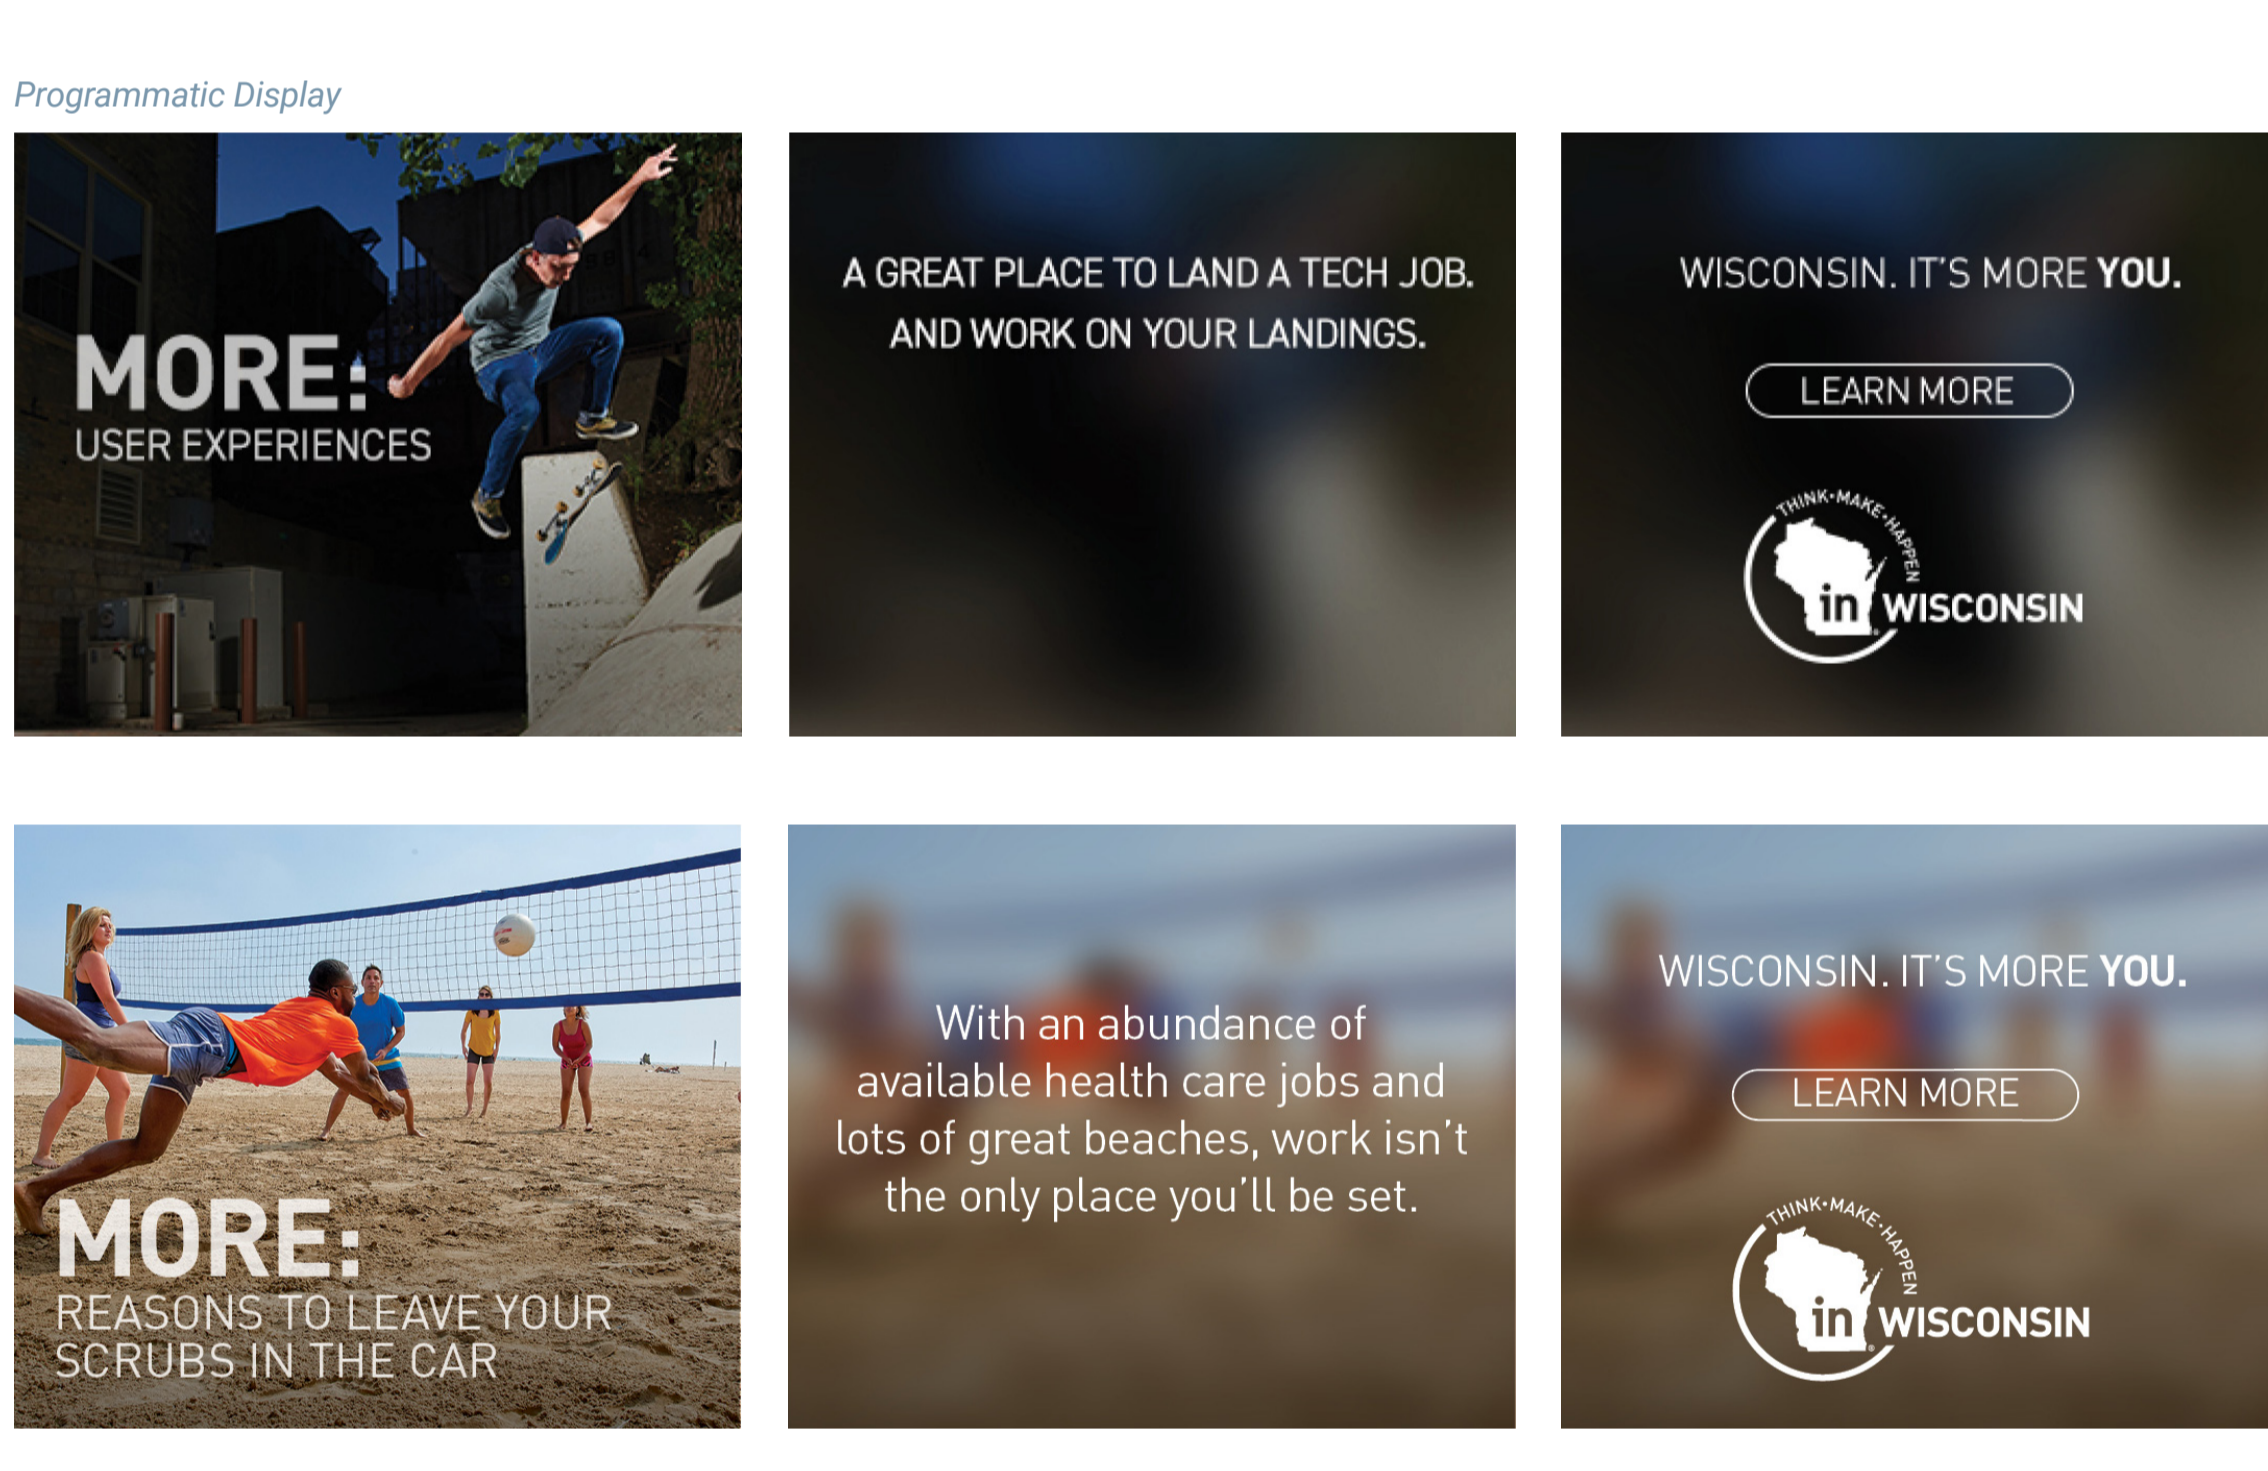 Programmatic Display
MORE:
USER EXPERIENCES
A GREAT PLACE TO LAND A TECH JOB.
AND WORK ON YOUR LANDINGS.
WISCONSIN. IT'S MORE YOU.
LEARN MORE
THINK•MAKE•HAPPEN
in WISCONSIN
MORE:
REASONS TO LEAVE YOUR
SCRUBS IN THE CAR
With an abundance of
available health care jobs and
lots of great beaches, work isn't
the only place you'll be set.
WISCONSIN. IT'S MORE YOU.
LEARN MORE
THINK•MAKE•HAPPEN
in WISCONSIN